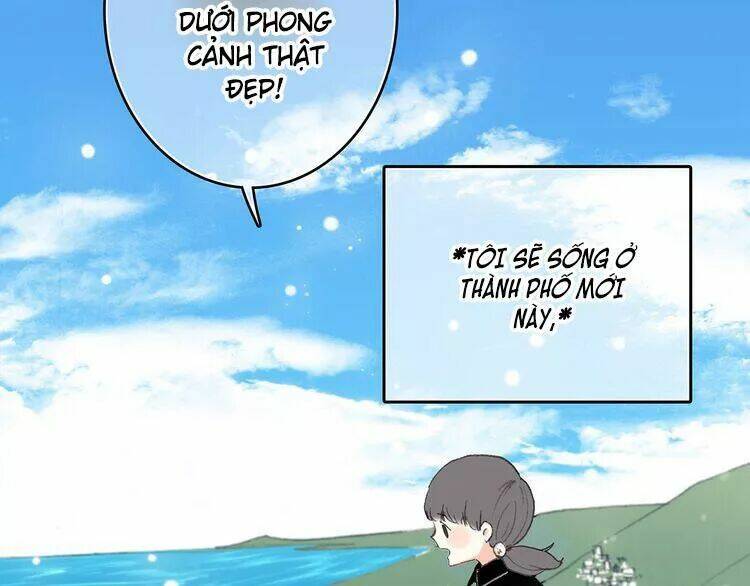 DƯỚI PHONG
CẢNH THẬT
ĐẸP!
*TÔI SẼ SỐNG Ở
THÀNH PHỐ MỚI
NÀY,*